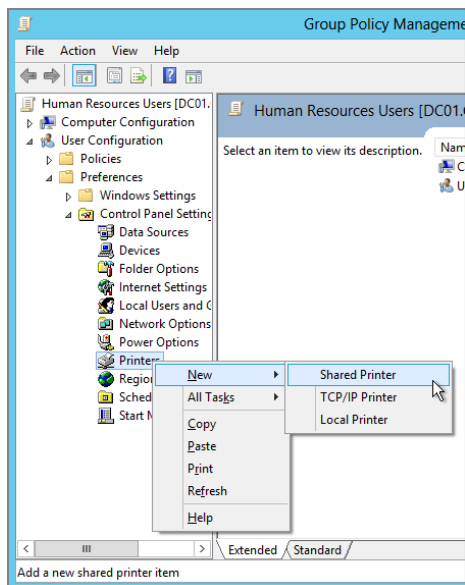 Group Policy Manageme
File Action View Help
Human Resources Users [DC01.
Computer Configuration
User Configuration
Policies
Preferences
Windows Settings
Control Panel Setting
Data Sources
Devices
Folder Options
Internet Settings
Local Users and G
Network Options
Power Options
Printers
Region
Sched
Start M
Human Resources Users [DC01.
Select an item to view its description.
Nam
C
U
New
All Tasks
Copy
Paste
Print
Refresh
Help
Shared Printer
TCP/IP Printer
Local Printer
Extended Standard
Add a new shared printer item